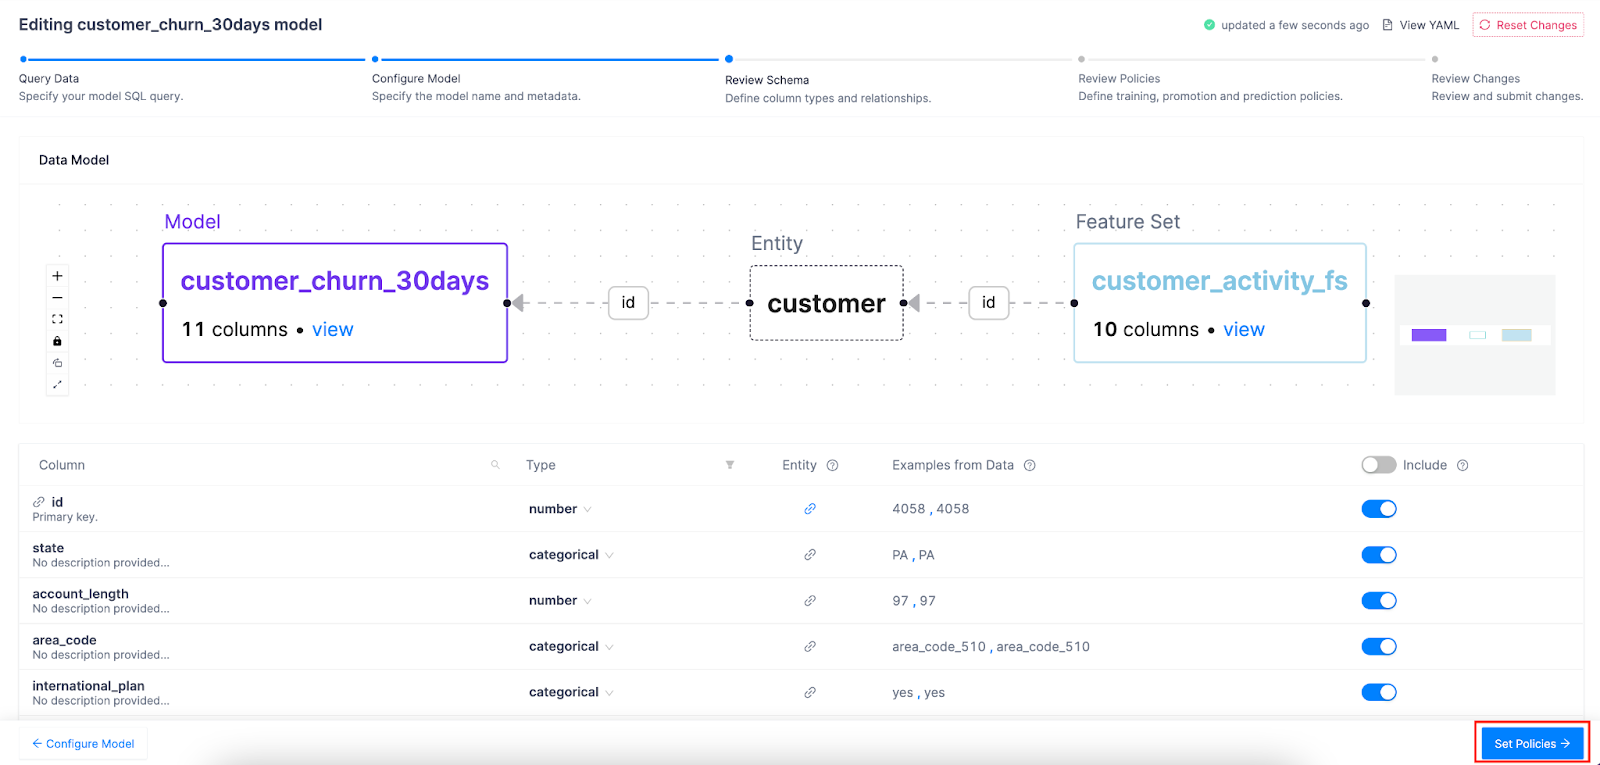 Editing customer_churn_30days model
updated a few seconds ago View YAML Reset Changes
Query Data
Specify your model SQL query.
Configure Model
Specify the model name and metadata.
Review Schema
Define column types and relationships.
Review Policies
Define training, promotion and prediction policies.
Review Changes
Review and submit changes.
Data Model
Model
customer_churn_30days
11 columns • view
id
Entity
customer
id
Feature Set
customer_activity_fs
10 columns • view
Column Type Entity Examples from Data Include
id number 4058 , 4058
Primary key.
state categorical PA , PA
No description provided...
account_length number 97 , 97
No description provided...
area_code categorical area_code_510 , area_code_510
No description provided...
international_plan categorical yes , yes
No description provided...
← Configure Model Set Policies →